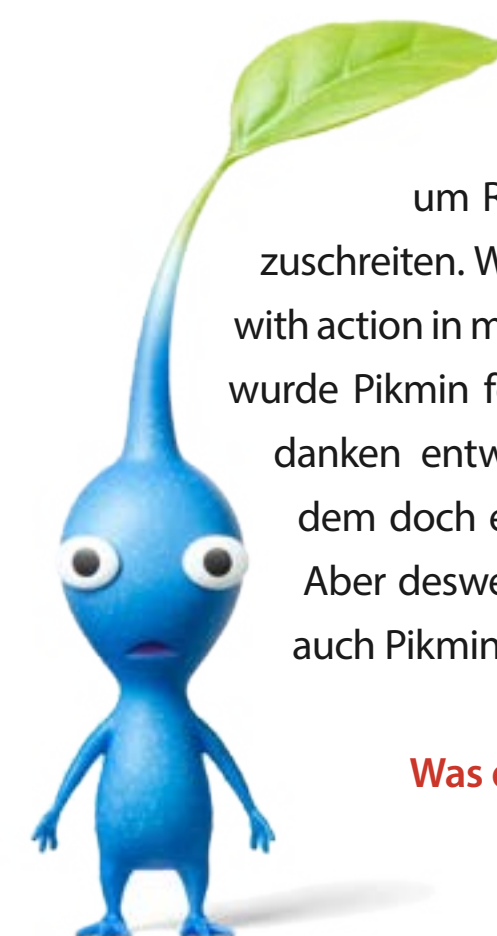 um R
zuschreiten. W
with action in m
wurde Pikmin f
danken entw
dem doch e
Aber deswe
auch Pikmin
Was